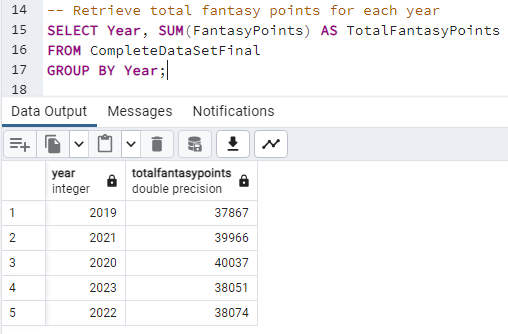 14 -- Retrieve total fantasy points for each year
15 SELECT Year, SUM(FantasyPoints) AS TotalFantasyPoints
16 FROM CompleteDataSetFinal
17 GROUP BY Year;
18
Data Output Messages Notifications
year totalfantasypoints
integer double precision
1 2019 37867
2 2021 39966
3 2020 40037
4 2023 38051
5 2022 38074